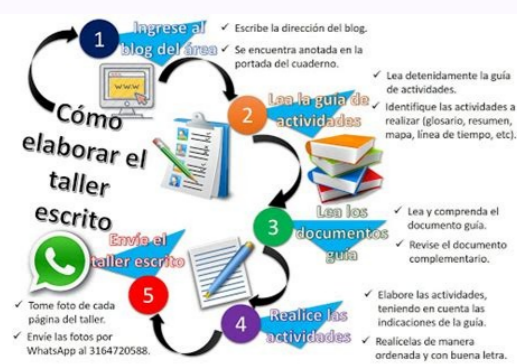 Cómo
elaborar el
taller
escrito
1
Ingrese al
blog del área
✓ Escribe la dirección del blog.
✓ Se encuentra anotada en la
portada del cuaderno.
www
2
Lea la guía de
actividades
✓ Lea detenidamente la guía
de actividades.
✓ Identifique las actividades a
realizar (glosario, resumen,
mapa, línea de tiempo, etc).
3
Lea los
documentos
guía
✓ Lea y comprenda el
documento guía.
✓ Revise el documento
complementario.
4
Realice las
actividades
✓ Elabore las actividades,
teniendo en cuenta las
indicaciones de la guía.
✓ Realícelas de manera
ordenada y con buena letra.
5
Envíe el
taller escrito
✓ Tome foto de cada
página del taller.
✓ Envíe las fotos por
WhatsApp al 3164720588.